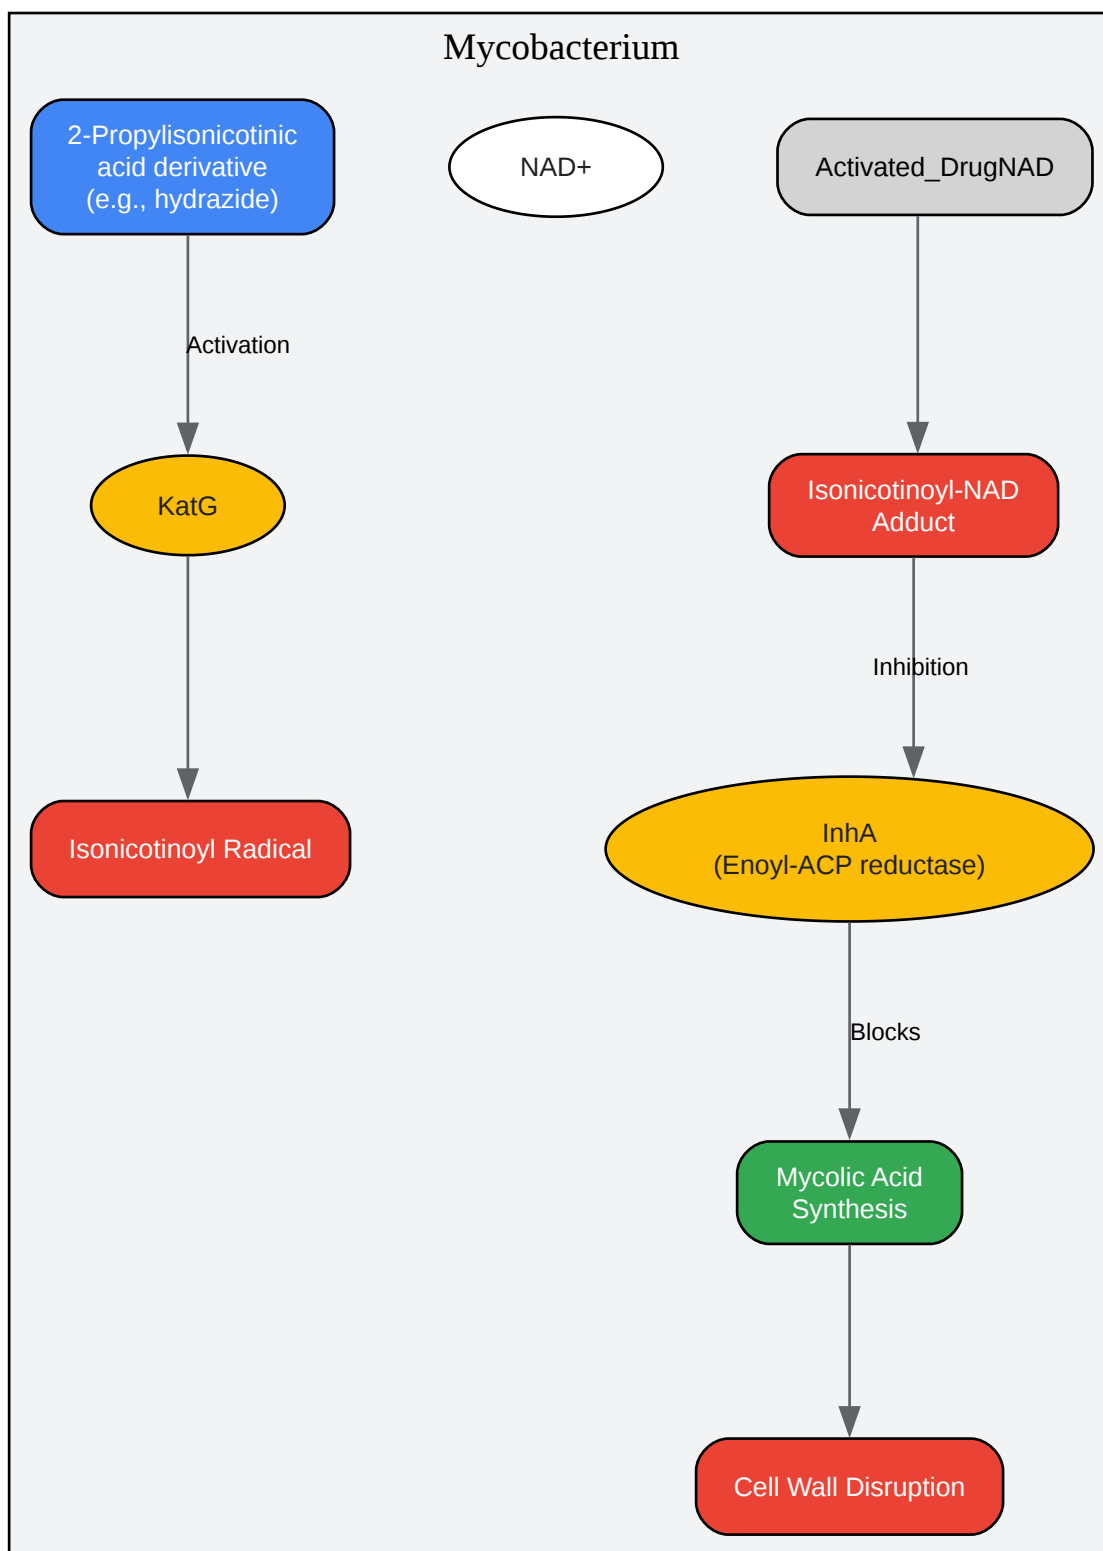 Mycobacterium
2-Propylisonicotinic
acid derivative
(e.g., hydrazide)
NAD+
Activated_DrugNAD
Activation
KatG
Isonicotinoyl-NAD
Adduct
Inhibition
Isonicotinoyl Radical
InhA
(Enoyl-ACP reductase)
Blocks
Mycolic Acid
Synthesis
Cell Wall Disruption